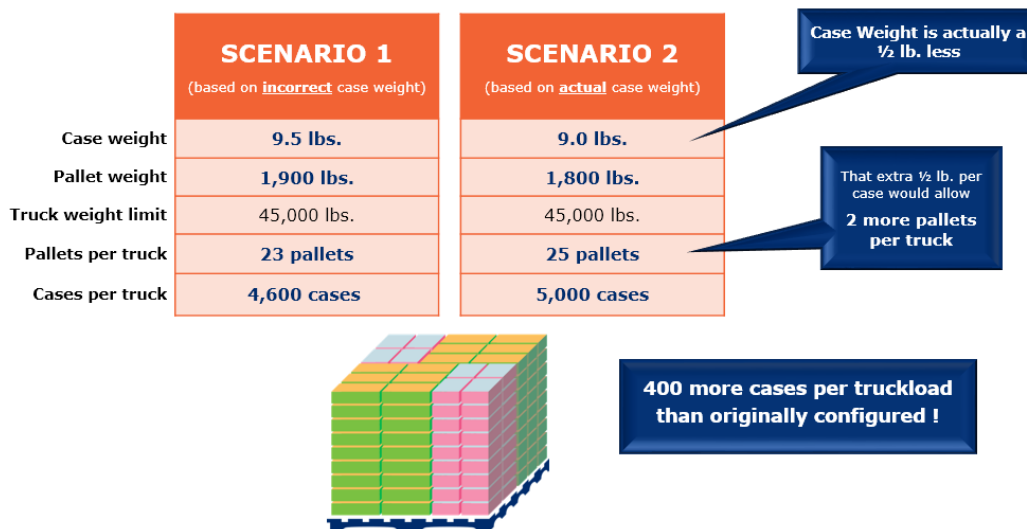 SCENARIO 1
(based on incorrect case weight)
SCENARIO 2
(based on actual case weight)
Case Weight is actually a
½ lb. less
Case weight
9.5 lbs.
9.0 lbs.
Pallet weight
1,900 lbs.
1,800 lbs.
Truck weight limit
45,000 lbs.
45,000 lbs.
Pallets per truck
23 pallets
25 pallets
Cases per truck
4,600 cases
5,000 cases
That extra ½ lb. per
case would allow
2 more pallets
per truck
400 more cases per truckload
than originally configured !